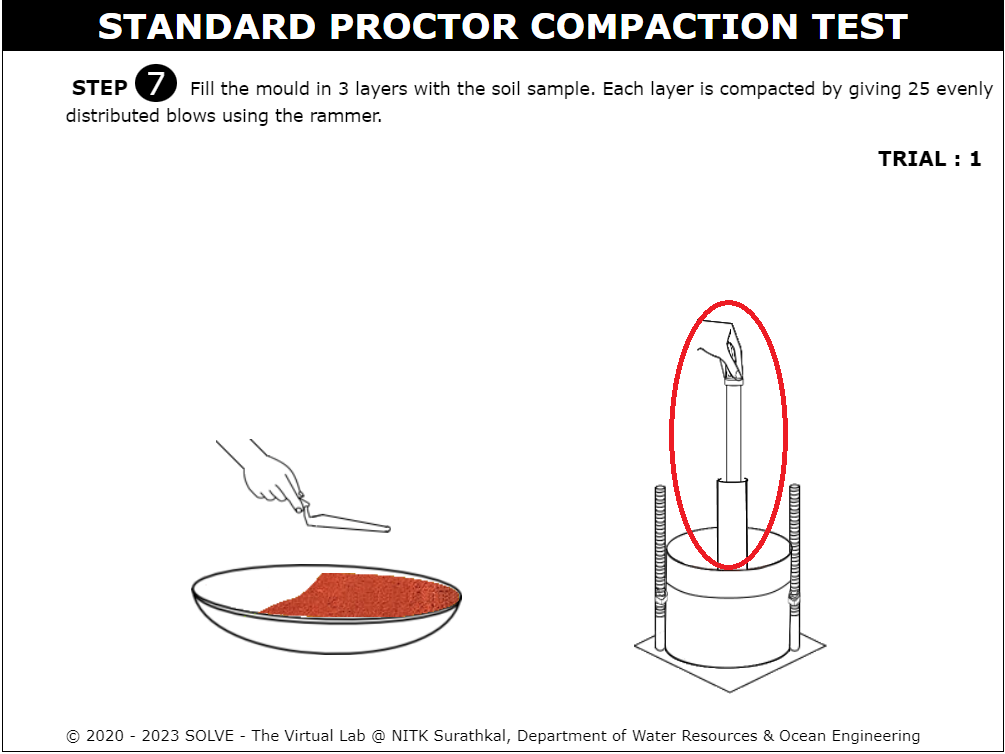 STANDARD PROCTOR COMPACTION TEST
STEP 7 Fill the mould in 3 layers with the soil sample. Each layer is compacted by giving 25 evenly
distributed blows using the rammer.
TRIAL : 1
© 2020 - 2023 SOLVE - The Virtual Lab @ NITK Surathkal, Department of Water Resources & Ocean Engineering